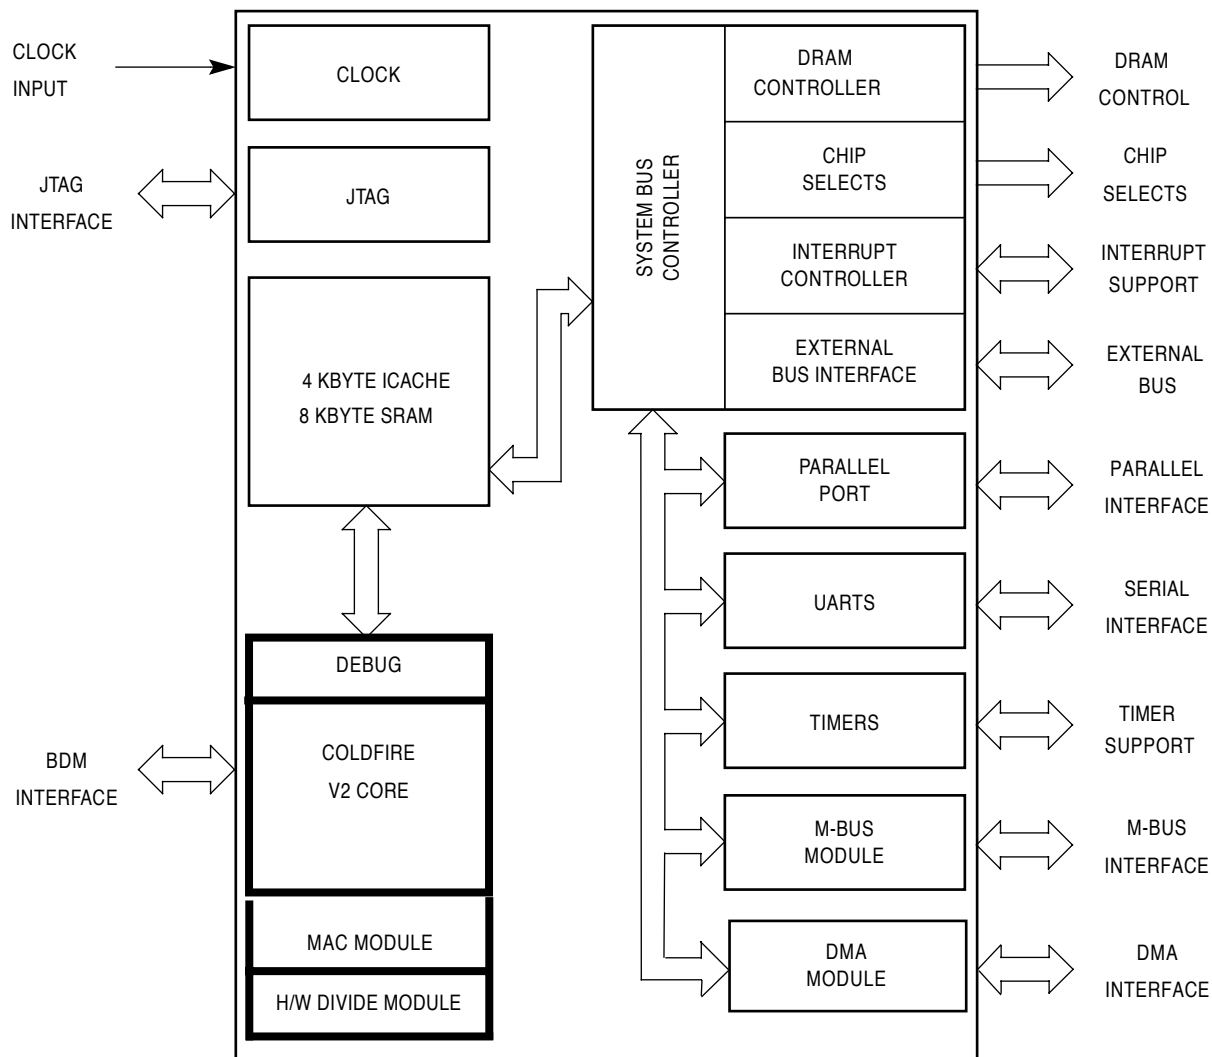 CLOCK
INPUT
JTAG
INTERFACE
BDM
INTERFACE
CLOCK
JTAG
4 KBYTE ICACHE
8 KBYTE SRAM
DEBUG
COLDFIRE
V2 CORE
MAC MODULE
H/W DIVIDE MODULE
SYSTEM BUS
CONTROLLER
DRAM
CONTROLLER
CHIP
SELECTS
INTERRUPT
CONTROLLER
EXTERNAL
BUS INTERFACE
PARALLEL
PORT
UARTS
TIMERS
M-BUS
MODULE
DMA
MODULE
DRAM
CONTROL
CHIP
SELECTS
INTERRUPT
SUPPORT
EXTERNAL
BUS
PARALLEL
INTERFACE
SERIAL
INTERFACE
TIMER
SUPPORT
M-BUS
INTERFACE
DMA
INTERFACE